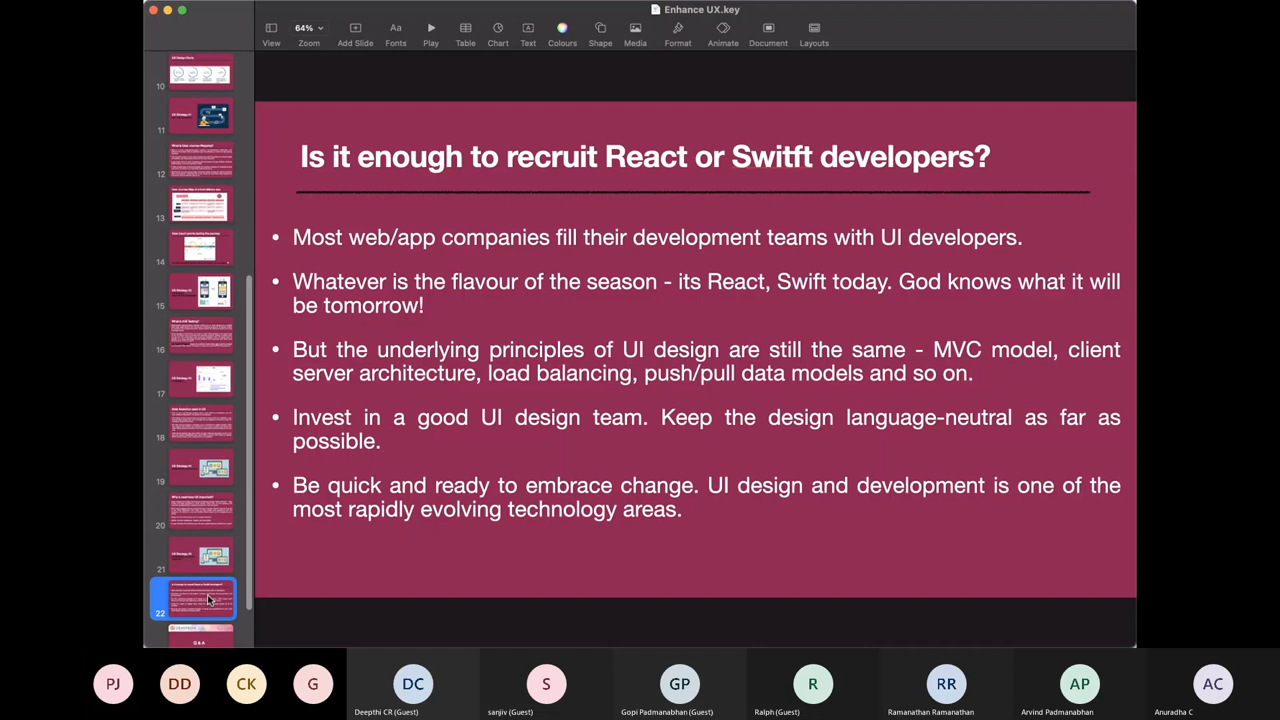 Enhance UX.key
64%
View
Zoom
Add Slide
Fonts
Play
Table
Chart
Text
Colours
Shape
Media
Format
Animate
Document
Layouts
10
11
12
13
14
15
16
17
18
19
20
21
22
Q & A
Is it enough to recruit React or Switft developers?
• Most web/app companies fill their development teams with UI developers.
• Whatever is the flavour of the season - its React, Swift today. God knows what it will
be tomorrow!
• But the underlying principles of UI design are still the same - MVC model, client
server architecture, load balancing, push/pull data models and so on.
• Invest in a good UI design team. Keep the design language-neutral as far as
possible.
• Be quick and ready to embrace change. UI design and development is one of the
most rapidly evolving technology areas.
PJ
DD
CK
G
DC
S
GP
R
RR
AP
AC
Deepthi CR (Guest)
sanjiv (Guest)
Gopi Padmanabhan (Guest)
Ralph (Guest)
Ramanathan Ramanathan
Arvind Padmanabhan
Anuradha C